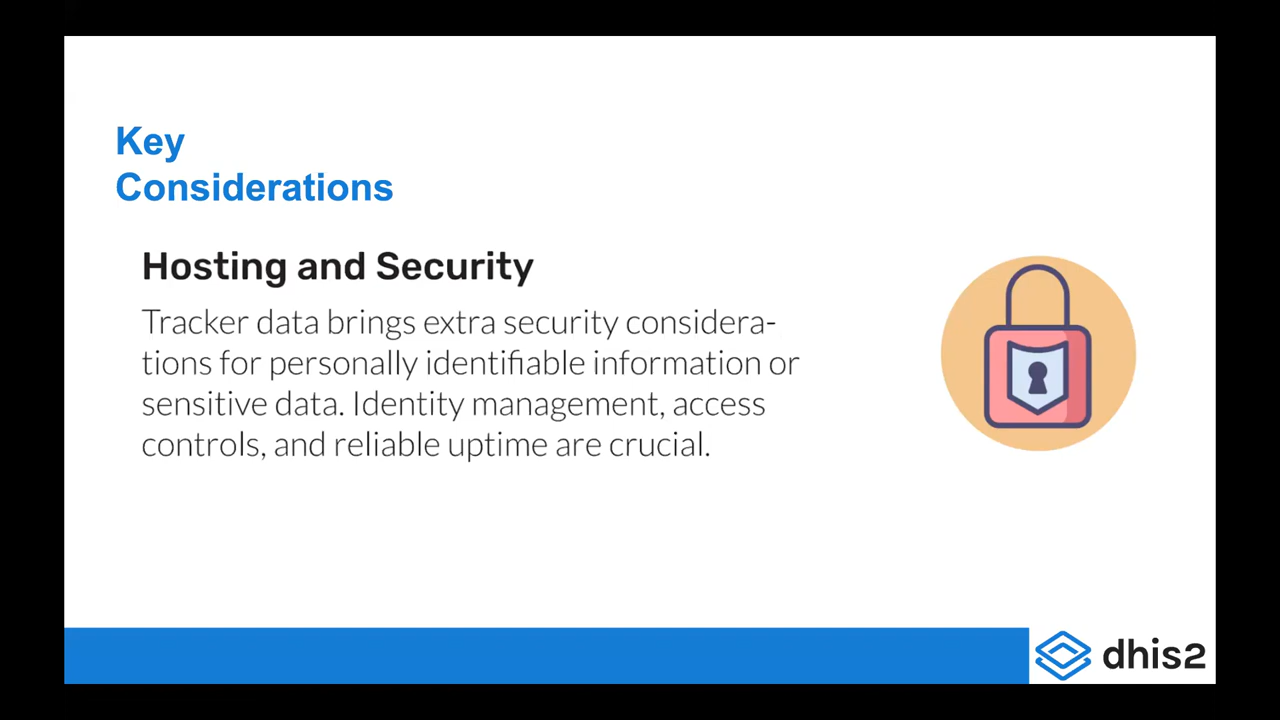 Key
Considerations
Hosting and Security
Tracker data brings extra security considera-
tions for personally identifiable information or
sensitive data. Identity management, access
controls, and reliable uptime are crucial.
dhis2